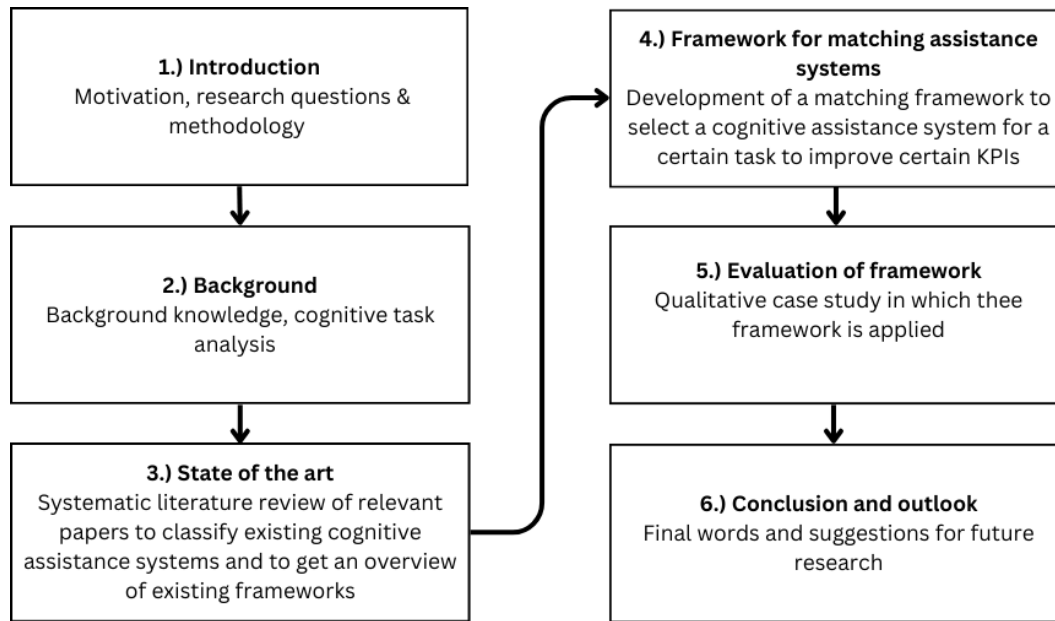 1.) Introduction
Motivation, research questions &
methodology
2.) Background
Background knowledge, cognitive task
analysis
3.) State of the art
Systematic literature review of relevant
papers to classify existing cognitive
assistance systems and to get an overview
of existing frameworks
4.) Framework for matching assistance
systems
Development of a matching framework to
select a cognitive assistance system for a
certain task to improve certain KPIs
5.) Evaluation of framework
Qualitative case study in which thee
framework is applied
6.) Conclusion and outlook
Final words and suggestions for future
research